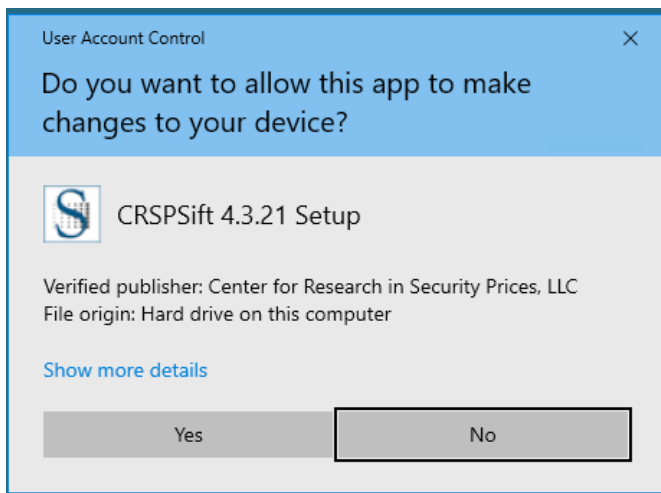 User Account Control
Do you want to allow this app to make
changes to your device?
CRSPSift 4.3.21 Setup
Verified publisher: Center for Research in Security Prices, LLC
File origin: Hard drive on this computer
Show more details
Yes
No